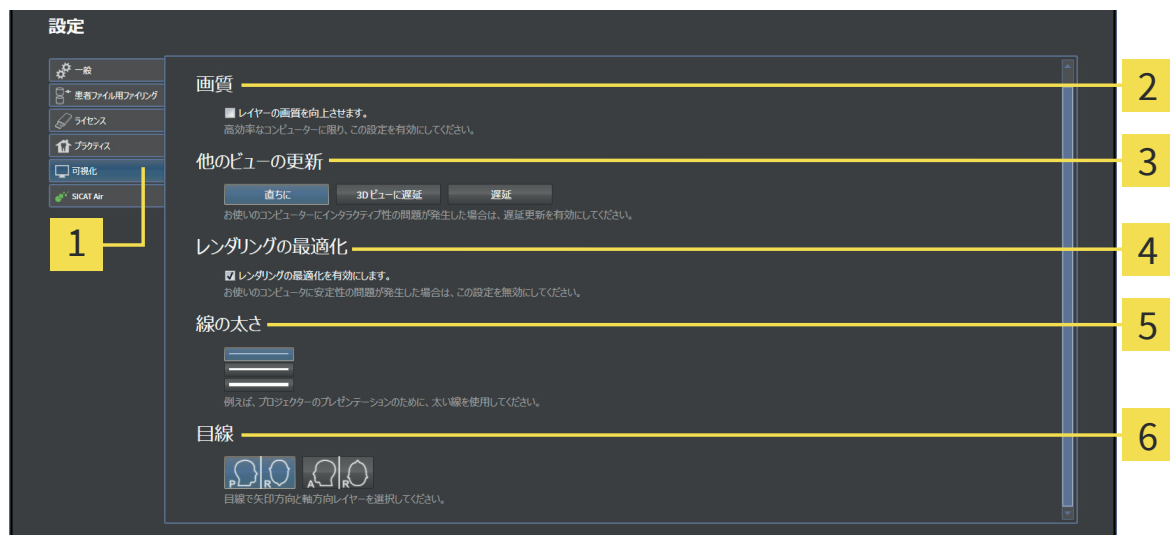 設定
一般
患者ファイル用ファイリング
ライセンス
プラクティス
可視化
SICAT Air
1
画質
2
レイヤーの画質を向上させます。
高効率なコンピューターに限り、この設定を有効にしてください。
他のビューの更新
3
直ちに
3Dビューに遅延
遅延
お使いのコンピューターにインタラクティブ性の問題が発生した場合は、遅延更新を有効にしてください。
レンダリングの最適化
4
レンダリングの最適化を有効にします。
お使いのコンピュータに安定性の問題が発生した場合は、この設定を無効にしてください。
線の太さ
5
例えば、プロジェクターのプレゼンテーションのために、太い線を使用してください。
目線
6
P R
A R
目線で矢印方向と軸方向レイヤーを選択してください。